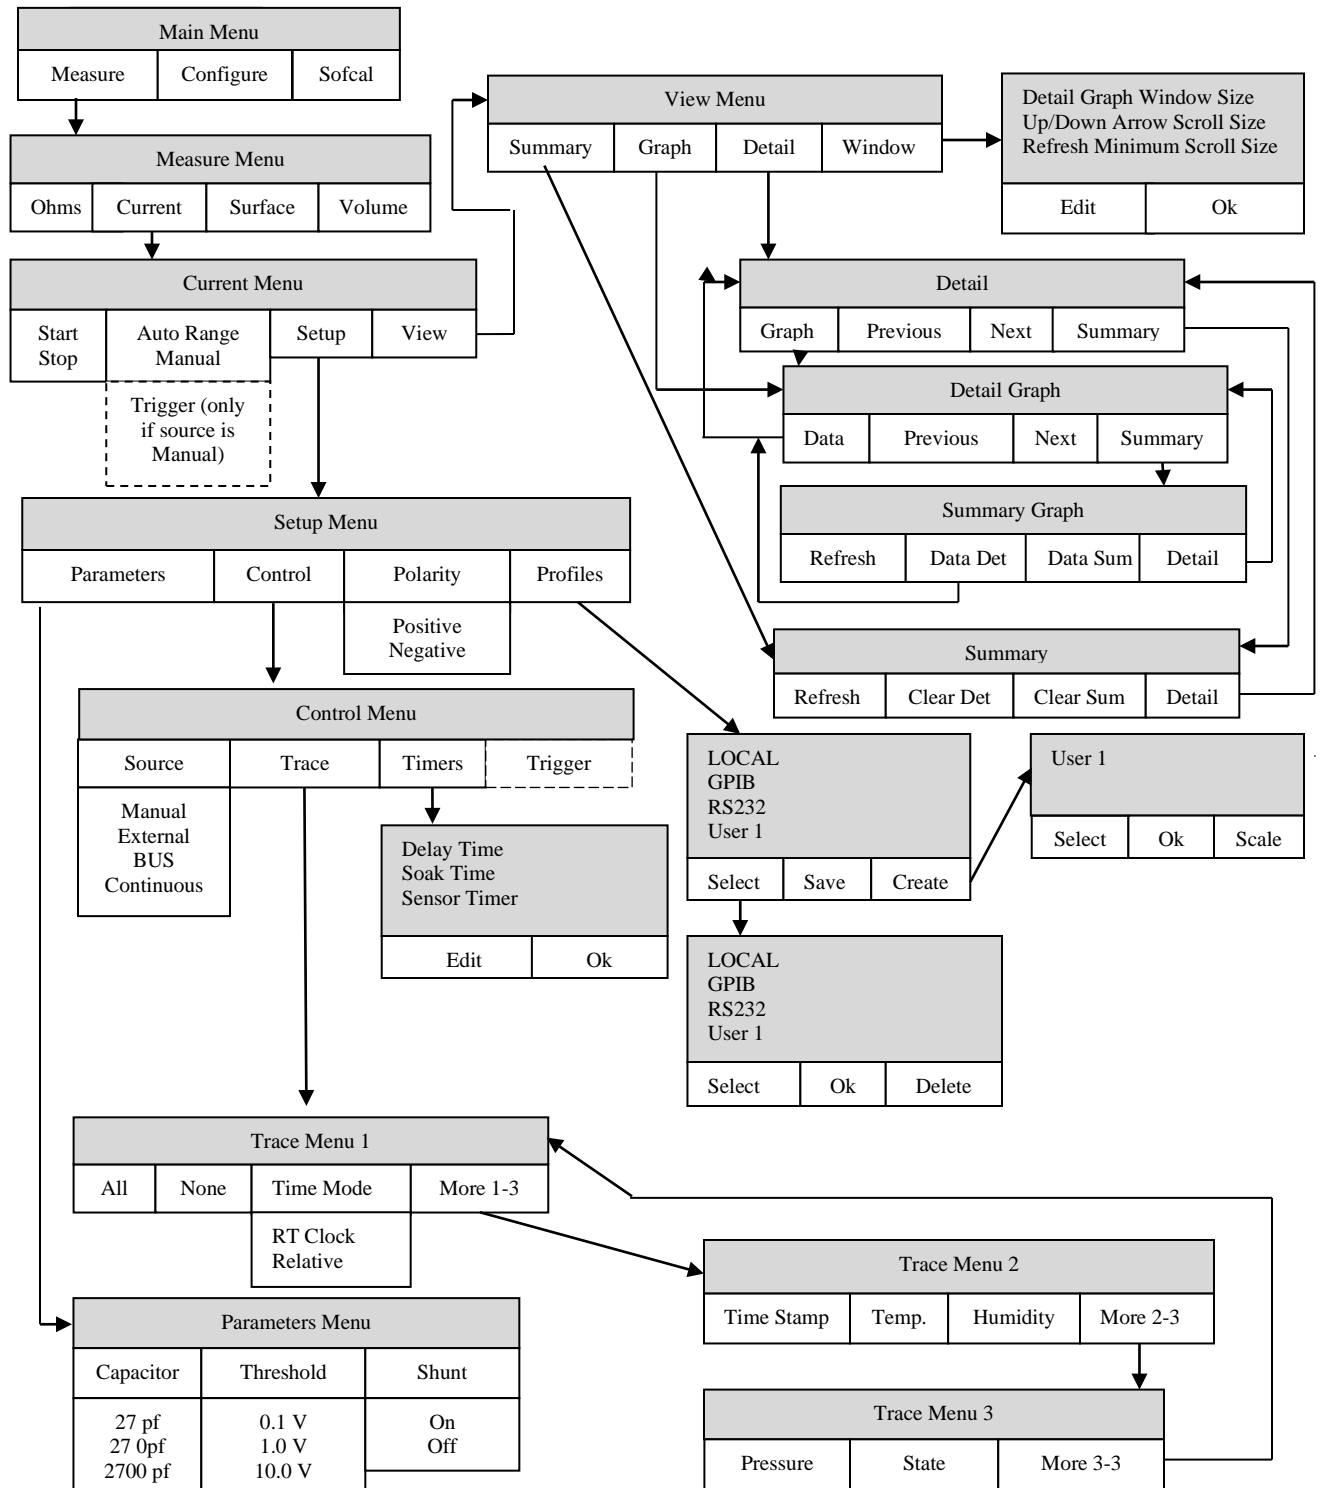 Main Menu
Measure Configure Sofcal
Measure Menu
Ohms Current Surface Volume
Current Menu
Start
Stop
Auto Range
Manual
Setup View
Trigger (only
if source is
Manual)
Setup Menu
Parameters Control Polarity Profiles
Positive
Negative
Control Menu
Source Trace Timers Trigger
Manual
External
BUS
Continuous
Delay Time
Soak Time
Sensor Timer
Edit Ok
View Menu
Summary Graph Detail Window
Detail Graph Window Size
Up/Down Arrow Scroll Size
Refresh Minimum Scroll Size
Edit Ok
Detail
Graph Previous Next Summary
Detail Graph
Data Previous Next Summary
Summary Graph
Refresh Data Det Data Sum Detail
Summary
Refresh Clear Det Clear Sum Detail
LOCAL
GPIB
RS232
User 1
Select Save Create
User 1
Select Ok Scale
LOCAL
GPIB
RS232
User 1
Select Ok Delete
Trace Menu 1
All None Time Mode More 1-3
RT Clock
Relative
Trace Menu 2
Time Stamp Temp. Humidity More 2-3
Trace Menu 3
Pressure State More 3-3
Parameters Menu
Capacitor Threshold Shunt
27 pf 0.1 V On
27 0pf 1.0 V Off
2700 pf 10.0 V